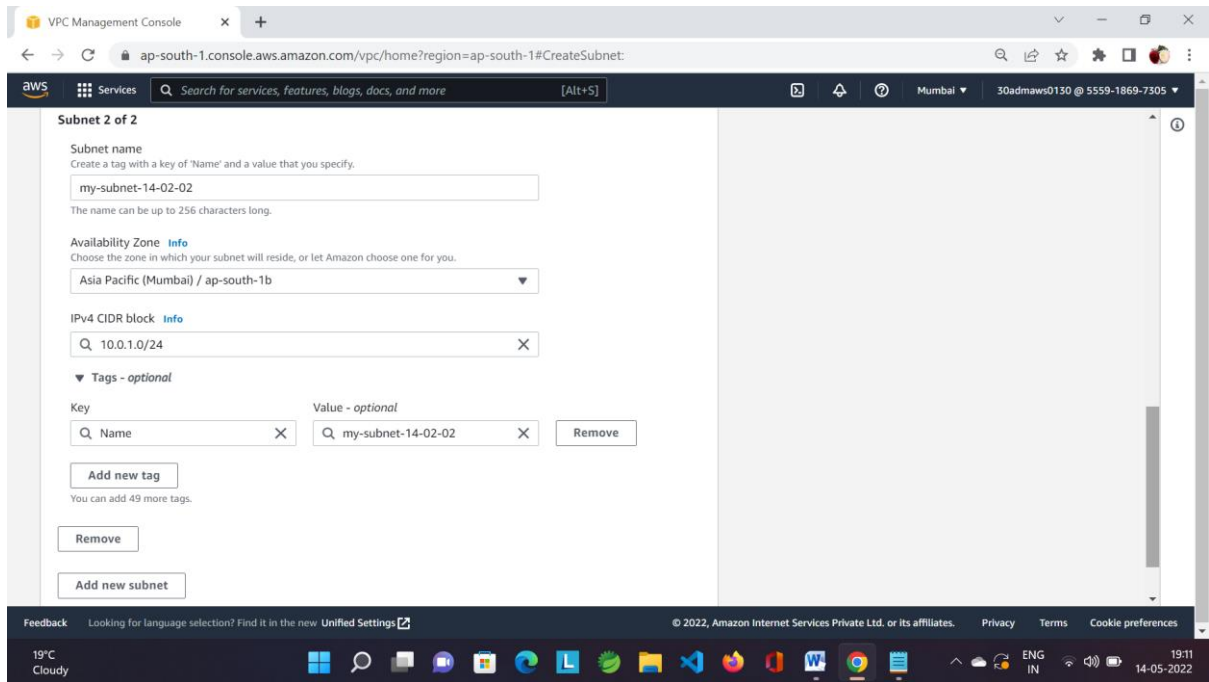 VPC Management Console
ap-south-1.console.aws.amazon.com/vpc/home?region=ap-south-1#CreateSubnet:
aws Services Search for services, features, blogs, docs, and more [Alt+S] Mumbai 30admaws0130 @ 5559-1869-7305
Subnet 2 of 2
Subnet name
Create a tag with a key of 'Name' and a value that you specify.
my-subnet-14-02-02
The name can be up to 256 characters long.
Availability Zone Info
Choose the zone in which your subnet will reside, or let Amazon choose one for you.
Asia Pacific (Mumbai) / ap-south-1b
IPv4 CIDR block Info
10.0.1.0/24
Tags - optional
Key Value - optional
Name my-subnet-14-02-02 Remove
Add new tag
You can add 49 more tags.
Remove
Add new subnet
Feedback Looking for language selection? Find it in the new Unified Settings © 2022, Amazon Internet Services Private Ltd. or its affiliates. Privacy Terms Cookie preferences
19°C ENG 19:11
Cloudy L W IN 14-05-2022